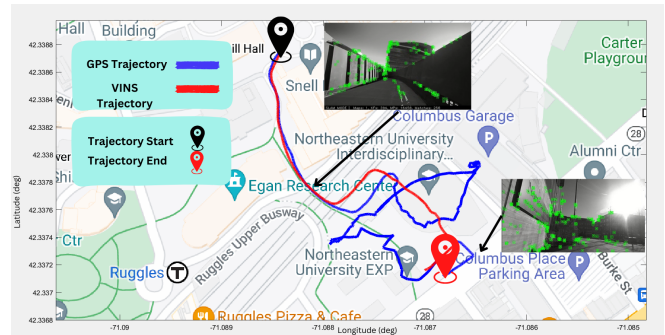 42.3388
42.3386
42.3384
42.3382
42.338
42.3378
42.3376
42.3374
42.3372
42.337
42.3368
Latitude (deg)
-71.09
-71.089
-71.088
-71.087
-71.086
Longitude (deg)
GPS Trajectory
VINS
Trajectory
Trajectory Start
Trajectory End
Hall
Building
ill Hall
Snell
Carter
Playgroun
Columbus Garage
P
Northeastern University
Interdisciplinary...
28
Alumni Ctr
Egan Research Center
Ctr
Ruggles
T
Ruggles Upper Busway
Northeastern
University EXP
Columbus Place
Parking Area
P
Burke St
Ruggles Pizza & Cafe
28